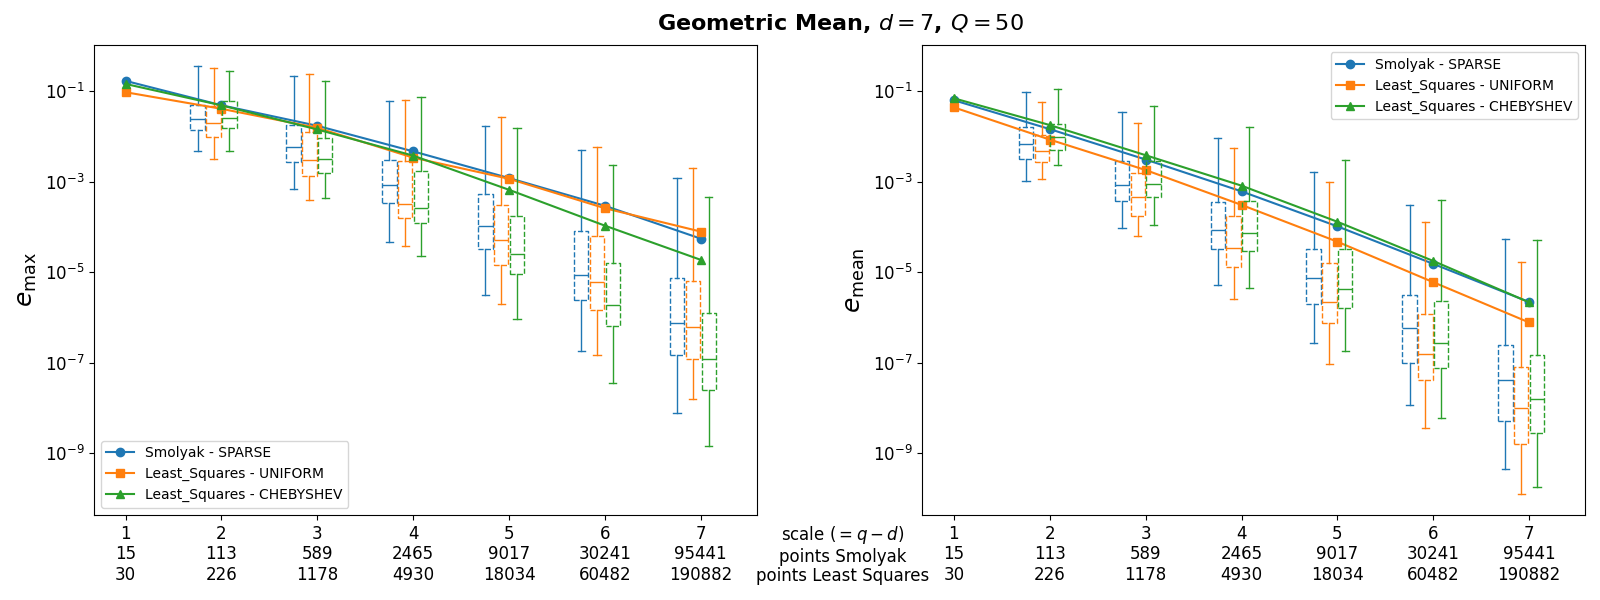 Geometric Mean, d = 7, Q = 50
10⁻¹
10⁻³
10⁻⁵
10⁻⁷
10⁻⁹
e_max
Smolyak - SPARSE
Least_Squares - UNIFORM
Least_Squares - CHEBYSHEV
1 2 3 4 5 6 7
15 113 589 2465 9017 30241 95441
30 226 1178 4930 18034 60482 190882
scale (= q − d)
points Smolyak
points Least Squares
10⁻¹
10⁻³
10⁻⁵
10⁻⁷
10⁻⁹
e_mean
Smolyak - SPARSE
Least_Squares - UNIFORM
Least_Squares - CHEBYSHEV
1 2 3 4 5 6 7
15 113 589 2465 9017 30241 95441
30 226 1178 4930 18034 60482 190882